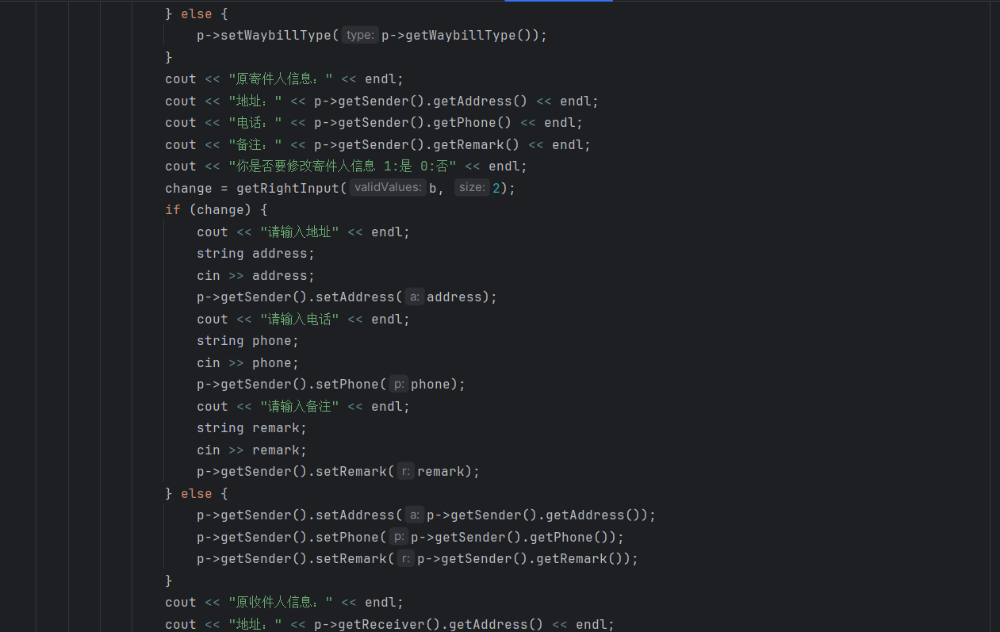 } else {
p->setWaybillType( type: p->getWaybillType());
}
cout << "原寄件人信息：" << endl;
cout << "地址：" << p->getSender().getAddress() << endl;
cout << "电话：" << p->getSender().getPhone() << endl;
cout << "备注：" << p->getSender().getRemark() << endl;
cout << "你是否要修改寄件人信息 1:是 0:否" << endl;
change = getRightInput( validValues: b, size: 2);
if (change) {
cout << "请输入地址" << endl;
string address;
cin >> address;
p->getSender().setAddress( a: address);
cout << "请输入电话" << endl;
string phone;
cin >> phone;
p->getSender().setPhone( p: phone);
cout << "请输入备注" << endl;
string remark;
cin >> remark;
p->getSender().setRemark( r: remark);
} else {
p->getSender().setAddress( a: p->getSender().getAddress());
p->getSender().setPhone( p: p->getSender().getPhone());
p->getSender().setRemark( r: p->getSender().getRemark());
}
cout << "原收件人信息：" << endl;
cout << "地址：" << p->getReceiver().getAddress() << endl;